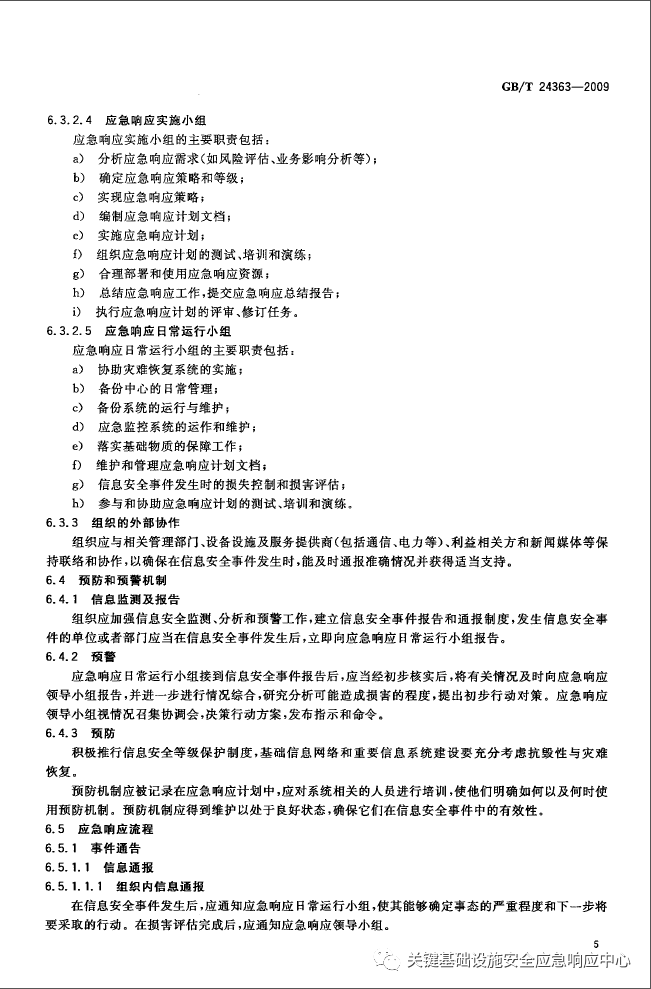 GB/T 24363—2009
6.3.2.4 应急响应实施小组
应急响应实施小组的主要职责包括:
a) 分析应急响应需求(如风险评估、业务影响分析等);
b) 确定应急响应策略和等级;
c) 实现应急响应策略;
d) 编制应急响应计划文档;
e) 实施应急响应计划;
f) 组织应急响应计划的测试、培训和演练;
g) 合理部署和使用应急响应资源;
h) 总结应急响应工作,提交应急响应总结报告;
i) 执行应急响应计划的评审、修订任务。
6.3.2.5 应急响应日常运行小组
应急响应日常运行小组的主要职责包括:
a) 协助灾难恢复系统的实施;
b) 备份中心的日常管理;
c) 备份系统的运行与维护;
d) 应急监控系统的运作和维护;
e) 落实基础物质的保障工作;
f) 维护和管理应急响应计划文档;
g) 信息安全事件发生时的损失控制和损害评估;
h) 参与和协助应急响应计划的测试、培训和演练。
6.3.3 组织的外部协作
组织应与相关管理部门、设备设施及服务提供商(包括通信、电力等)、利益相关方和新闻媒体等保
持联络和协作,以确保在信息安全事件发生时,能及时通报准确情况并获得适当支持。
6.4 预防和预警机制
6.4.1 信息监测及报告
组织应加强信息安全监测、分析和预警工作,建立信息安全事件报告和通报制度,发生信息安全事
件的单位或者部门应当在信息安全事件发生后,立即向应急响应日常运行小组报告。
6.4.2 预警
应急响应日常运行小组接到信息安全事件报告后,应当经初步核实后,将有关情况及时向应急响应
领导小组报告,并进一步进行情况综合,研究分析可能造成损害的程度,提出初步行动对策。应急响应
领导小组视情况召集协调会,决策行动方案,发布指示和命令。
6.4.3 预防
积极推行信息安全等级保护制度,基础信息网络和重要信息系统建设要充分考虑抗毁性与灾难
恢复。
预防机制应被记录在应急响应计划中,应对系统相关的人员进行培训,使他们明确如何以及何时使
用预防机制。预防机制应得到维护以处于良好状态,确保它们在信息安全事件中的有效性。
6.5 应急响应流程
6.5.1 事件通告
6.5.1.1 信息通报
6.5.1.1.1 组织内信息通报
在信息安全事件发生后,应通知应急响应日常运行小组,使其能够确定事态的严重程度和下一步将
要采取的行动。在损害评估完成后,应通知应急响应领导小组。
5
关键基础设施安全应急响应中心